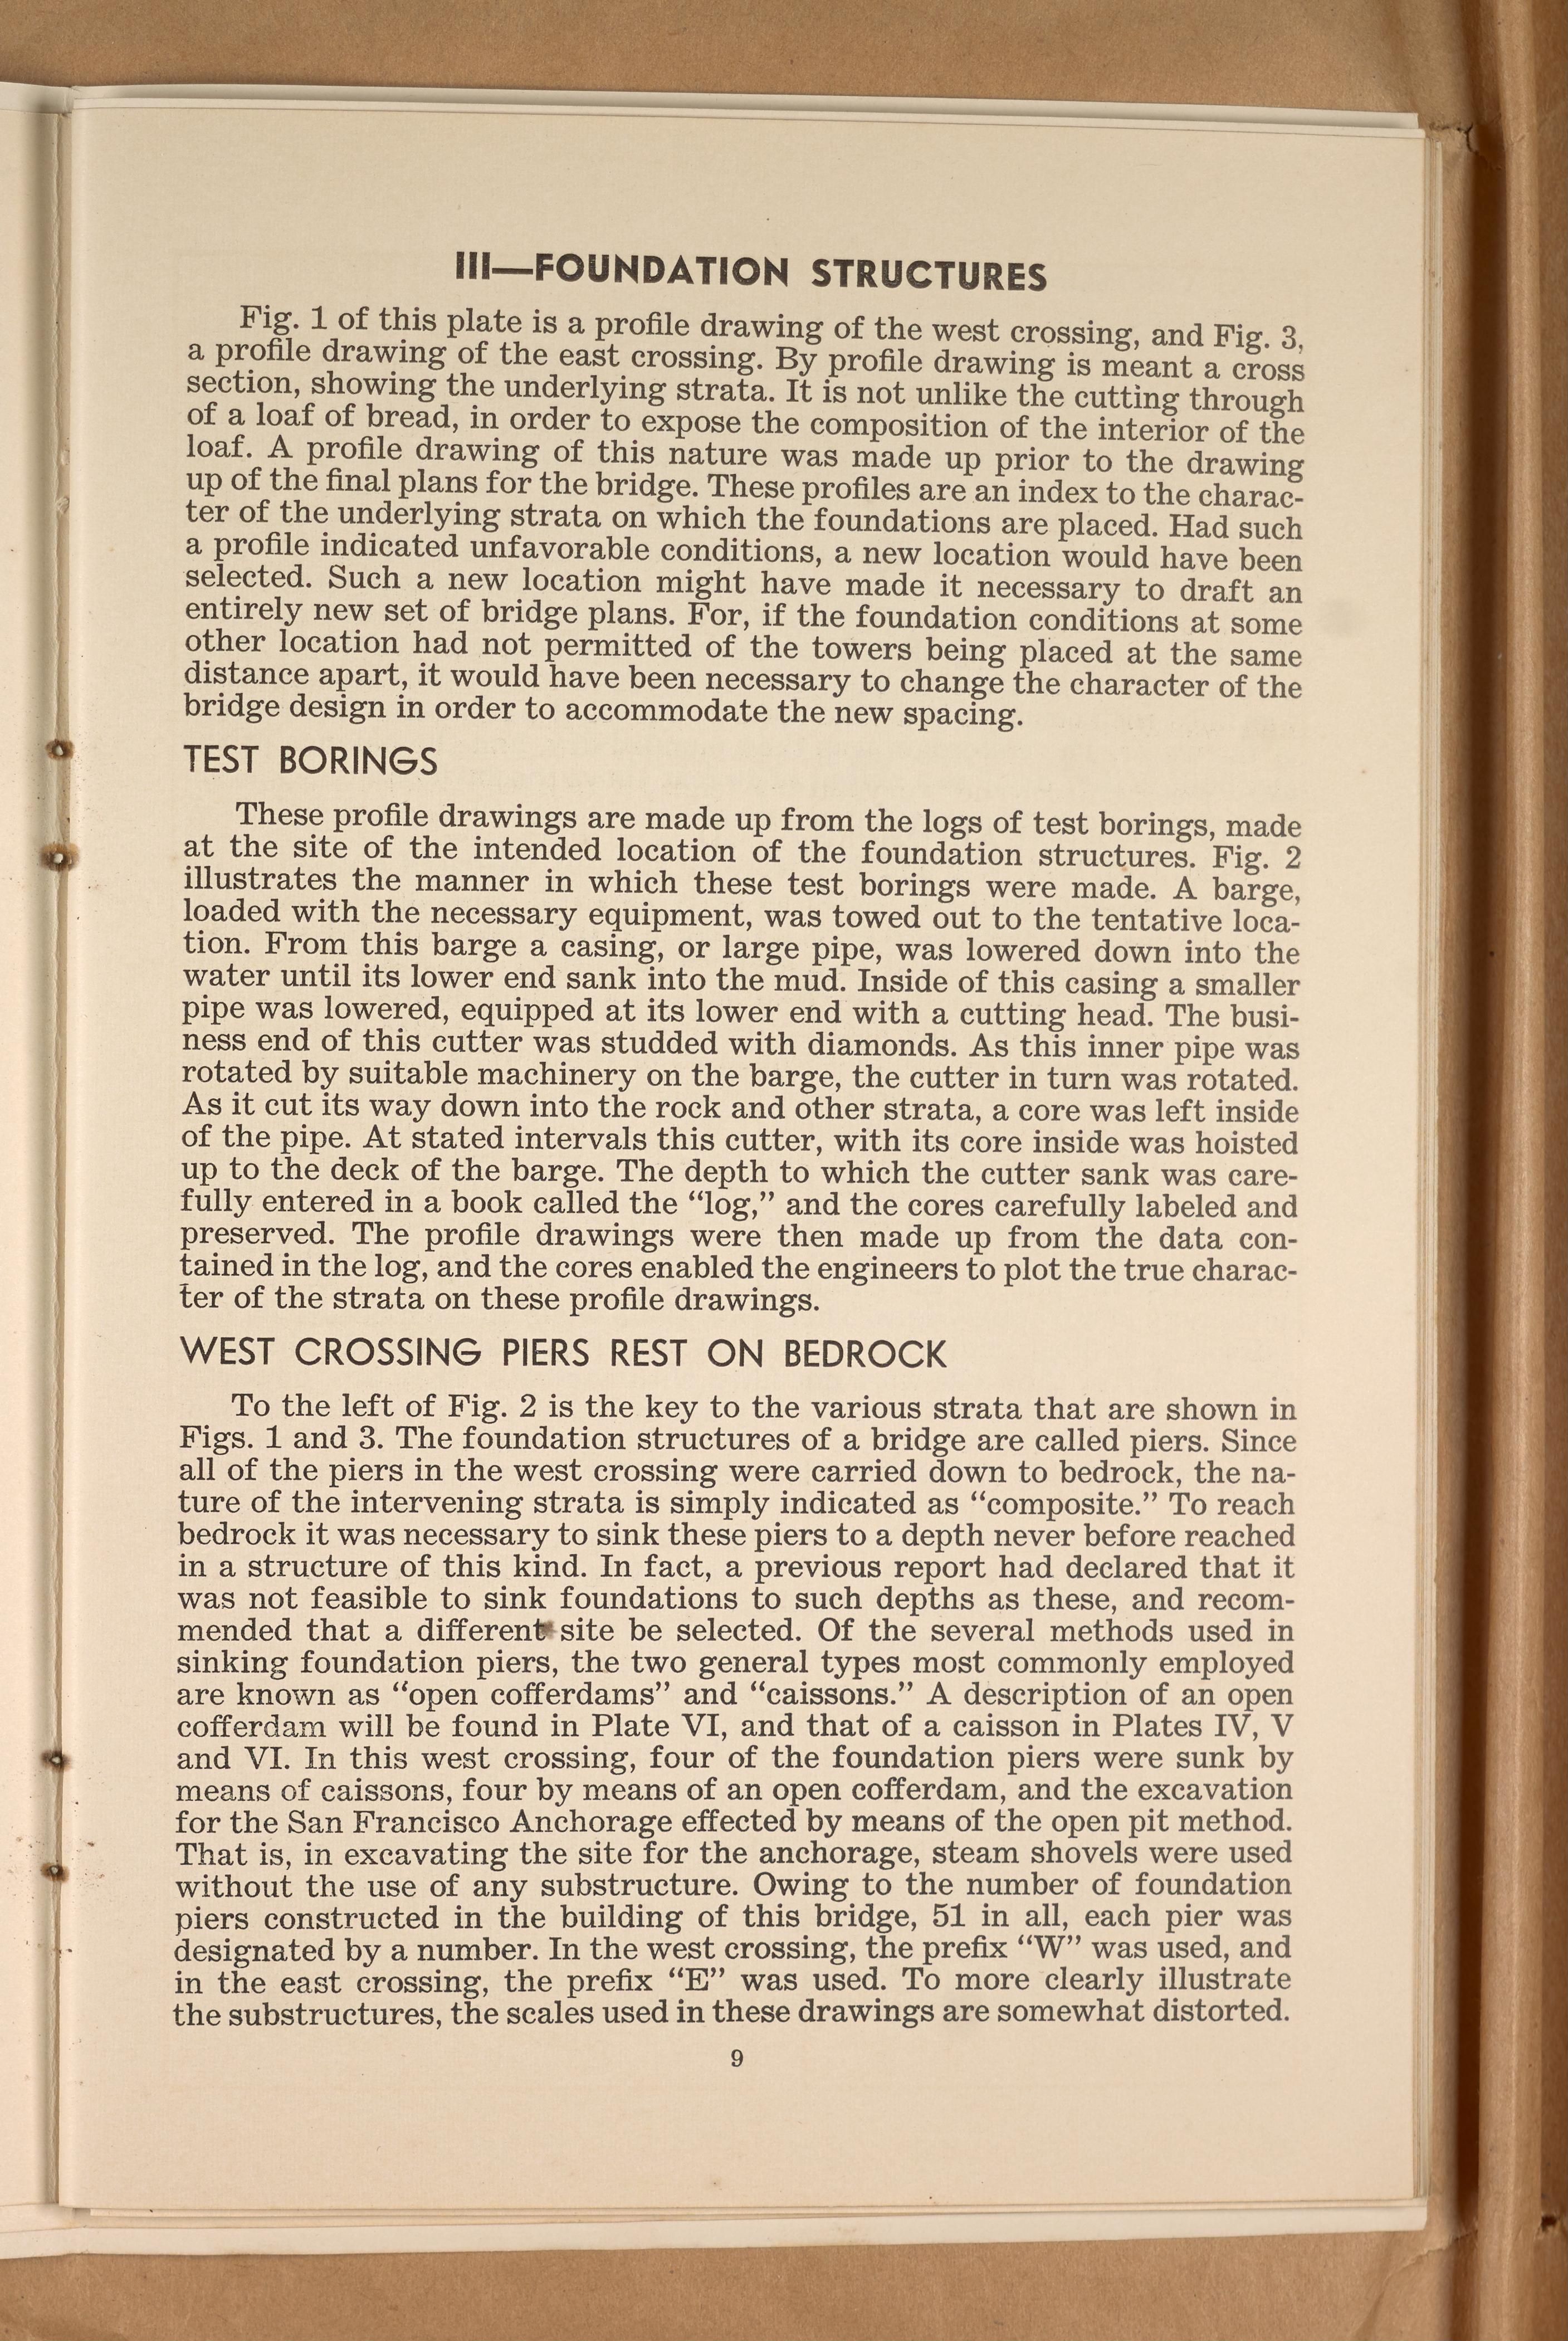 III—FOUNDATION STRUCTURES
Fig. 1 of this plate is a profile drawing of the west crossing, and Fig. 3,
a profile drawing of the east crossing. By profile drawing is meant a cross
section, showing the underlying strata. It is not unlike the cutting through
of a loaf of bread, in order to expose the composition of the interior of the
loaf. A profile drawing of this nature was made up prior to the drawing
up of the final plans for the bridge. These profiles are an index to the charac-
ter of the underlying strata on which the foundations are placed. Had such
a profile indicated unfavorable conditions, a new location would have been
selected. Such a new location might have made it necessary to draft an
entirely new set of bridge plans. For, if the foundation conditions at some
other location had not permitted of the towers being placed at the same
distance apart, it would have been necessary to change the character of the
bridge design in order to accommodate the new spacing.
TEST BORINGS
These profile drawings are made up from the logs of test borings, made
at the site of the intended location of the foundation structures. Fig. 2
illustrates the manner in which these test borings were made. A barge,
loaded with the necessary equipment, was towed out to the tentative loca-
tion. From this barge a casing, or large pipe, was lowered down into the
water until its lower end sank into the mud. Inside of this casing a smaller
pipe was lowered, equipped at its lower end with a cutting head. The busi-
ness end of this cutter was studded with diamonds. As this inner pipe was
rotated by suitable machinery on the barge, the cutter in turn was rotated.
As it cut its way down into the rock and other strata, a core was left inside
of the pipe. At stated intervals this cutter, with its core inside was hoisted
up to the deck of the barge. The depth to which the cutter sank was care-
fully entered in a book called the "log," and the cores carefully labeled and
preserved. The profile drawings were then made up from the data con-
tained in the log, and the cores enabled the engineers to plot the true charac-
ter of the strata on these profile drawings.
WEST CROSSING PIERS REST ON BEDROCK
To the left of Fig. 2 is the key to the various strata that are shown in
Figs. 1 and 3. The foundation structures of a bridge are called piers. Since
all of the piers in the west crossing were carried down to bedrock, the na-
ture of the intervening strata is simply indicated as "composite." To reach
bedrock it was necessary to sink these piers to a depth never before reached
in a structure of this kind. In fact, a previous report had declared that it
was not feasible to sink foundations to such depths as these, and recom-
mended that a different site be selected. Of the several methods used in
sinking foundation piers, the two general types most commonly employed
are known as "open cofferdams" and "caissons." A description of an open
cofferdam will be found in Plate VI, and that of a caisson in Plates IV, V
and VI. In this west crossing, four of the foundation piers were sunk by
means of caissons, four by means of an open cofferdam, and the excavation
for the San Francisco Anchorage effected by means of the open pit method.
That is, in excavating the site for the anchorage, steam shovels were used
without the use of any substructure. Owing to the number of foundation
piers constructed in the building of this bridge, 51 in all, each pier was
designated by a number. In the west crossing, the prefix "W" was used, and
in the east crossing, the prefix "E" was used. To more clearly illustrate
the substructures, the scales used in these drawings are somewhat distorted.
9